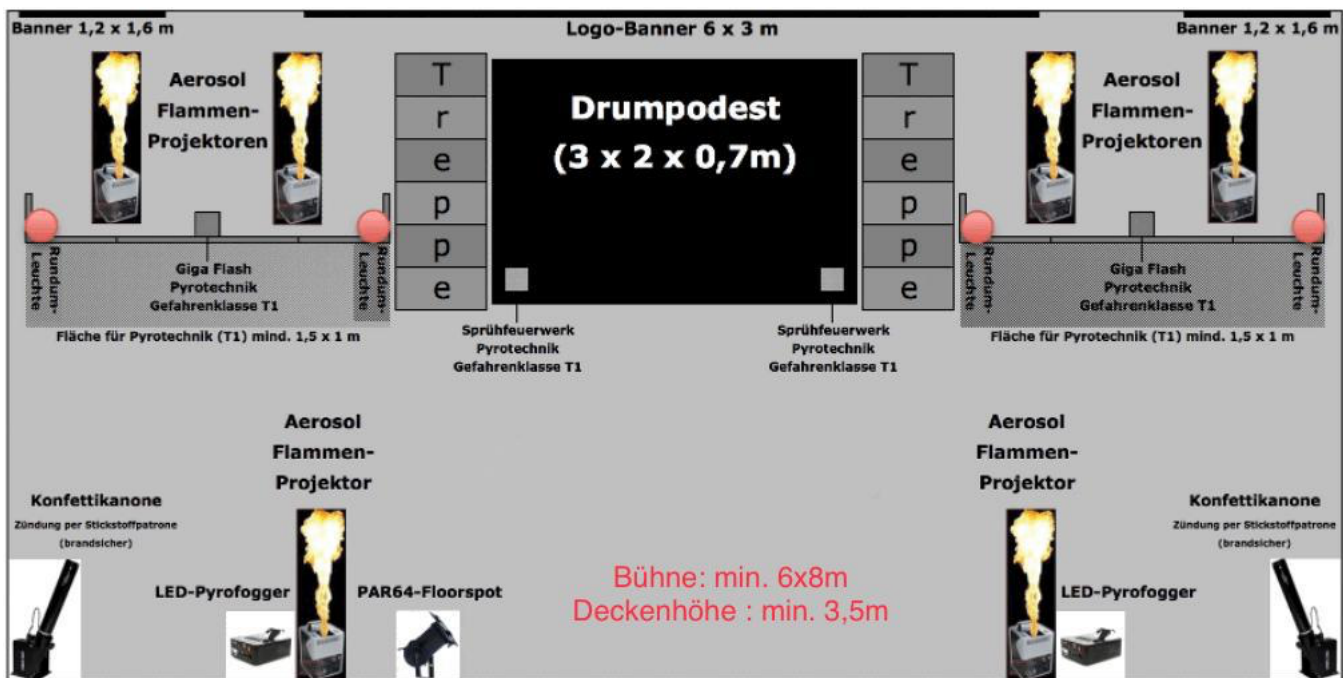 Banner 1,2 x 1,6 m
Logo-Banner 6 x 3 m
Banner 1,2 x 1,6 m
Aerosol
Flammen-
Projektoren
Treppe
Drumpodest
(3 x 2 x 0,7m)
Treppe
Aerosol
Flammen-
Projektoren
Rundum-
Leuchte
Giga Flash
Pyrotechnik
Gefahrenklasse T1
Rundum-
Leuchte
Fläche für Pyrotechnik (T1) mind. 1,5 x 1 m
Sprühfeuerwerk
Pyrotechnik
Gefahrenklasse T1
Sprühfeuerwerk
Pyrotechnik
Gefahrenklasse T1
Rundum-
Leuchte
Giga Flash
Pyrotechnik
Gefahrenklasse T1
Rundum-
Leuchte
Fläche für Pyrotechnik (T1) mind. 1,5 x 1 m
Aerosol
Flammen-
Projektor
Aerosol
Flammen-
Projektor
Konfettikanone
Zündung per Stickstoffpatrone
(brandsicher)
Konfettikanone
Zündung per Stickstoffpatrone
(brandsicher)
LED-Pyrofogger
PAR64-Floorspot
Bühne: min. 6x8m
Deckenhöhe : min. 3,5m
LED-Pyrofogger